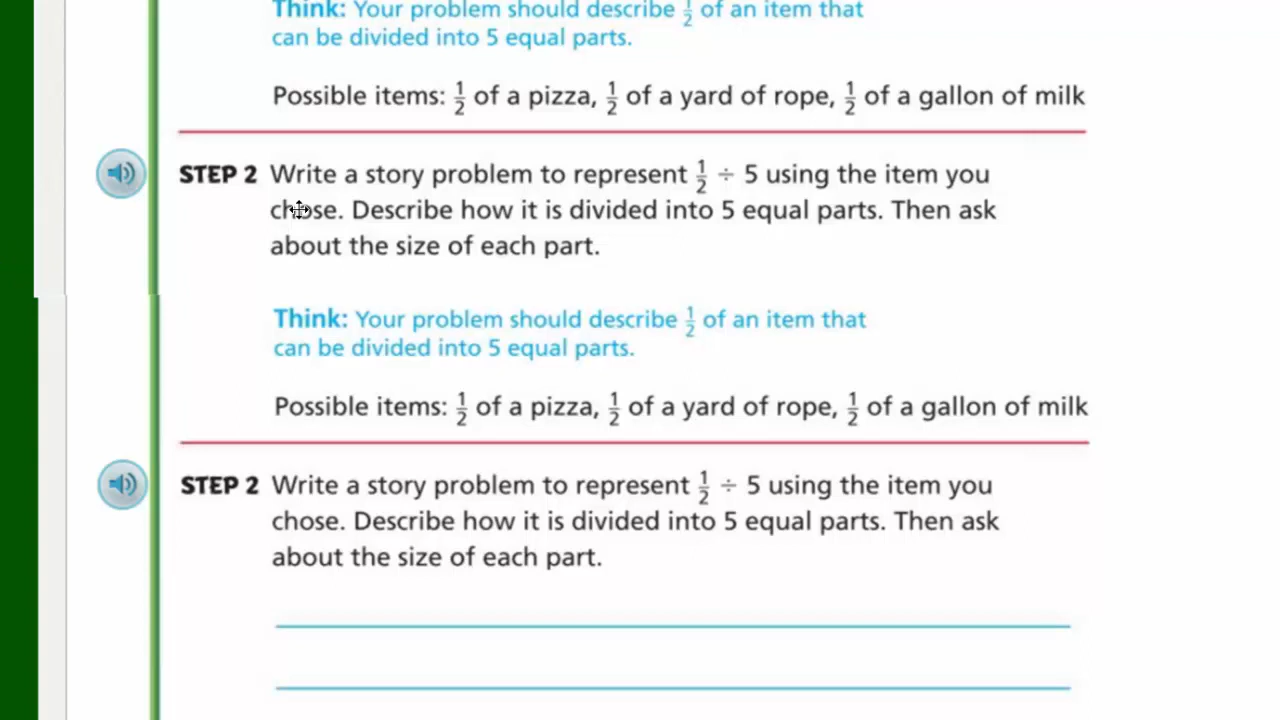 Think: Your problem should describe 1/2 of an item that
can be divided into 5 equal parts.
Possible items: 1/2 of a pizza, 1/2 of a yard of rope, 1/2 of a gallon of milk
STEP 2 Write a story problem to represent 1/2 ÷ 5 using the item you
chose. Describe how it is divided into 5 equal parts. Then ask
about the size of each part.
Think: Your problem should describe 1/2 of an item that
can be divided into 5 equal parts.
Possible items: 1/2 of a pizza, 1/2 of a yard of rope, 1/2 of a gallon of milk
STEP 2 Write a story problem to represent 1/2 ÷ 5 using the item you
chose. Describe how it is divided into 5 equal parts. Then ask
about the size of each part.